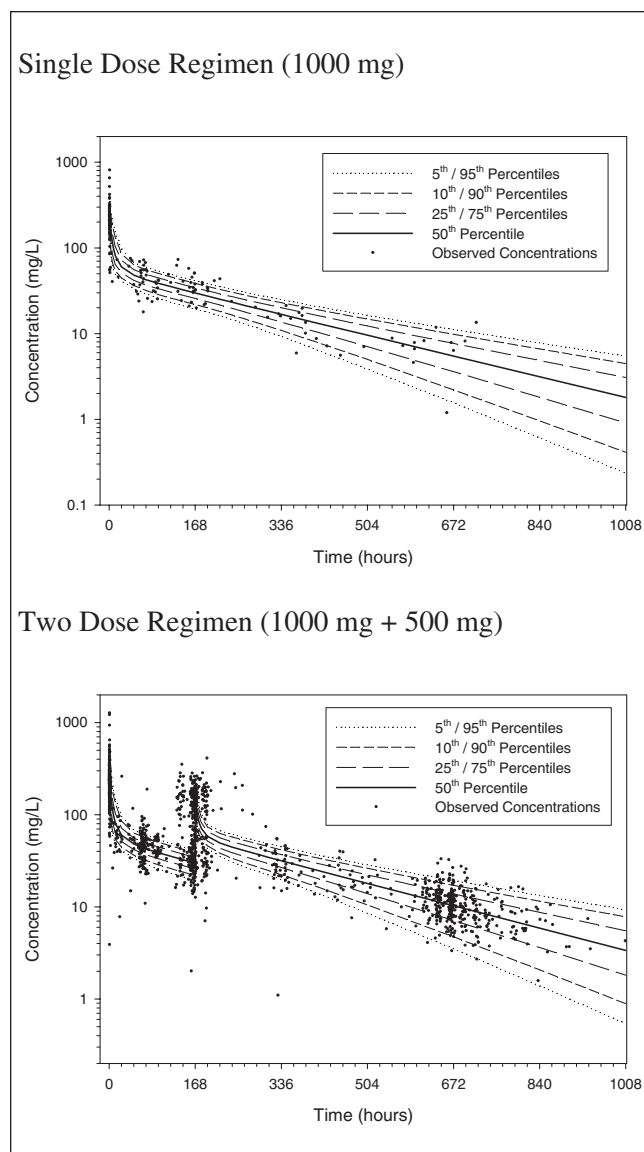 Single Dose Regimen (1000 mg)
5th / 95th Percentiles
10th / 90th Percentiles
25th / 75th Percentiles
50th Percentile
Observed Concentrations
Concentration (mg/L)
1000
100
10
1
0.1
0 168 336 504 672 840 1008
Time (hours)
Two Dose Regimen (1000 mg + 500 mg)
5th / 95th Percentiles
10th / 90th Percentiles
25th / 75th Percentiles
50th Percentile
Observed Concentrations
Concentration (mg/L)
1000
100
10
1
0 168 336 504 672 840 1008
Time (hours)